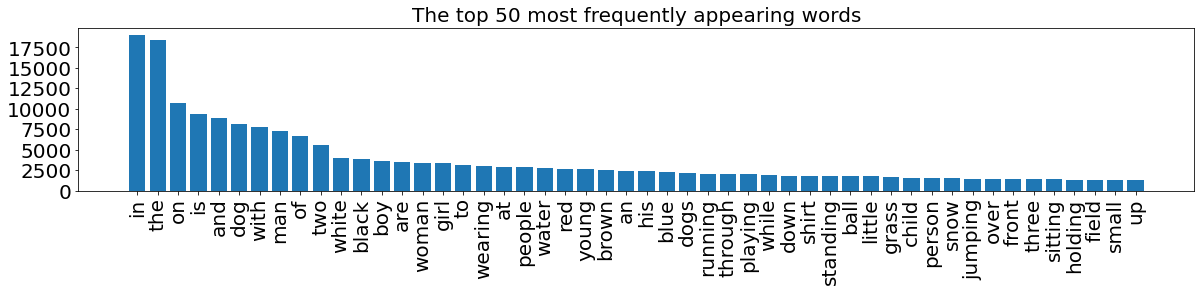 The top 50 most frequently appearing words
17500
15000
12500
10000
7500
5000
2500
0
in
the
on
is
and
dog
with
man
of
two
white
black
boy
are
woman
girl
to
wearing
at
people
water
red
young
brown
an
his
blue
dogs
running
through
playing
while
down
shirt
standing
ball
little
grass
child
person
snow
jumping
over
front
three
sitting
holding
field
small
up